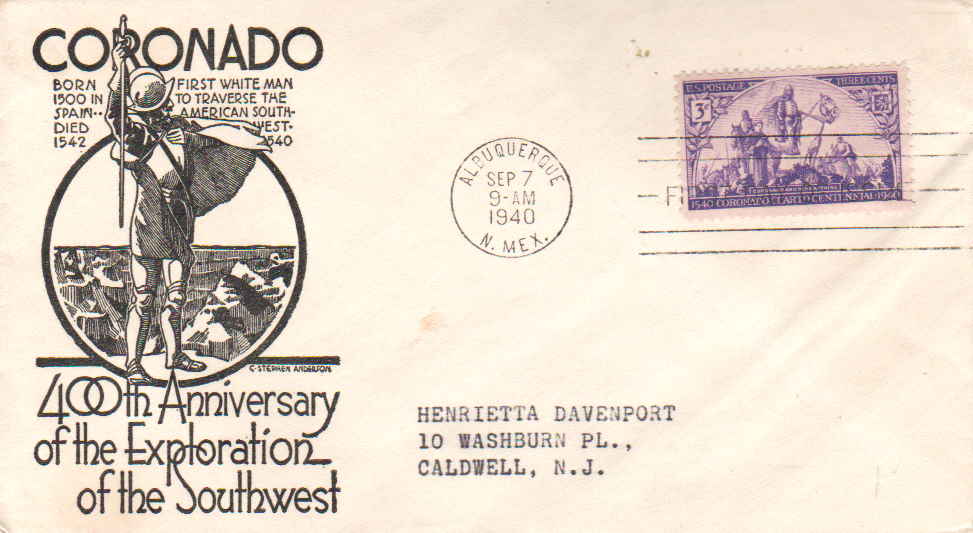 CORONADO
BORN
1500 IN
SPAIN··
DIED
1542
FIRST WHITE MAN
TO TRAVERSE THE
AMERICAN SOUTH-
WEST·
1540
C·STEPHEN ANDERSON
400th Anniversary
of the Exploration
of the Southwest
ALBUQUERQUE
SEP 7
9-AM
1940
N. MEX.
U.S. POSTAGE THREE CENTS
3¢
1540 CORONADO CUARTO CENTENNIAL 1940
HENRIETTA DAVENPORT
10 WASHBURN PL.,
CALDWELL, N.J.